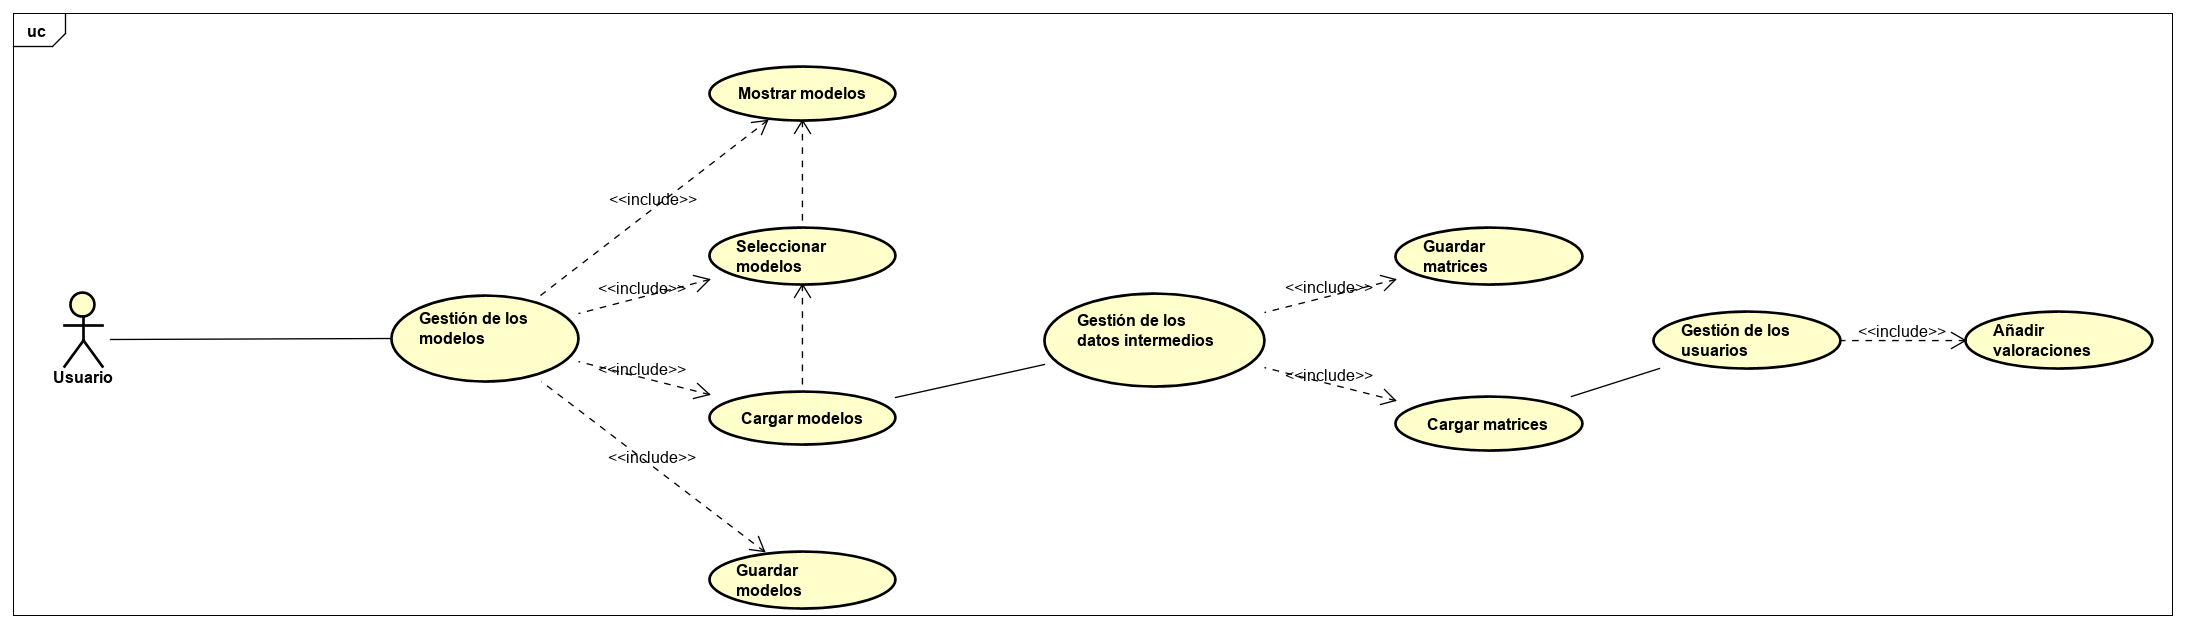 uc
Mostrar modelos
<<include>>
Seleccionar
modelos
<<include>>
Usuario
Gestión de los
modelos
<<include>>
Cargar modelos
<<include>>
Guardar
modelos
Gestión de los
datos intermedios
<<include>>
Guardar
matrices
<<include>>
Cargar matrices
Gestión de los
usuarios
<<include>>
Añadir
valoraciones